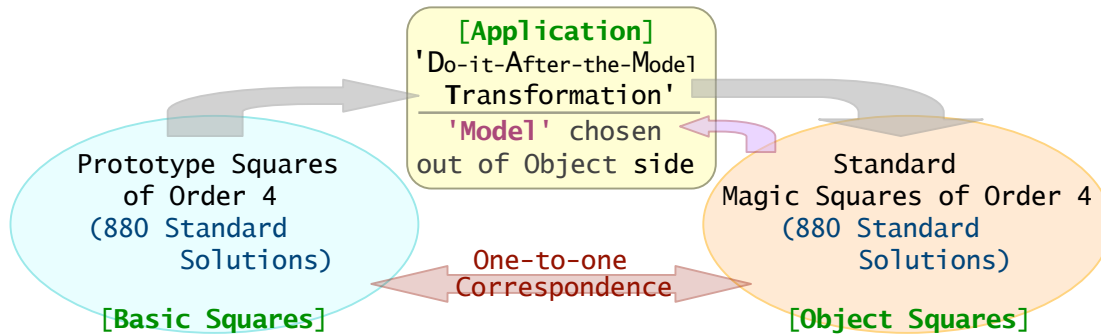 [Application]
'Do-it-After-the-Model
Transformation'
'Model' chosen
out of Object side
Prototype Squares
of Order 4
(880 Standard
Solutions)
[Basic Squares]
One-to-one
Correspondence
Standard
Magic Squares of Order 4
(880 Standard
Solutions)
[Object Squares]